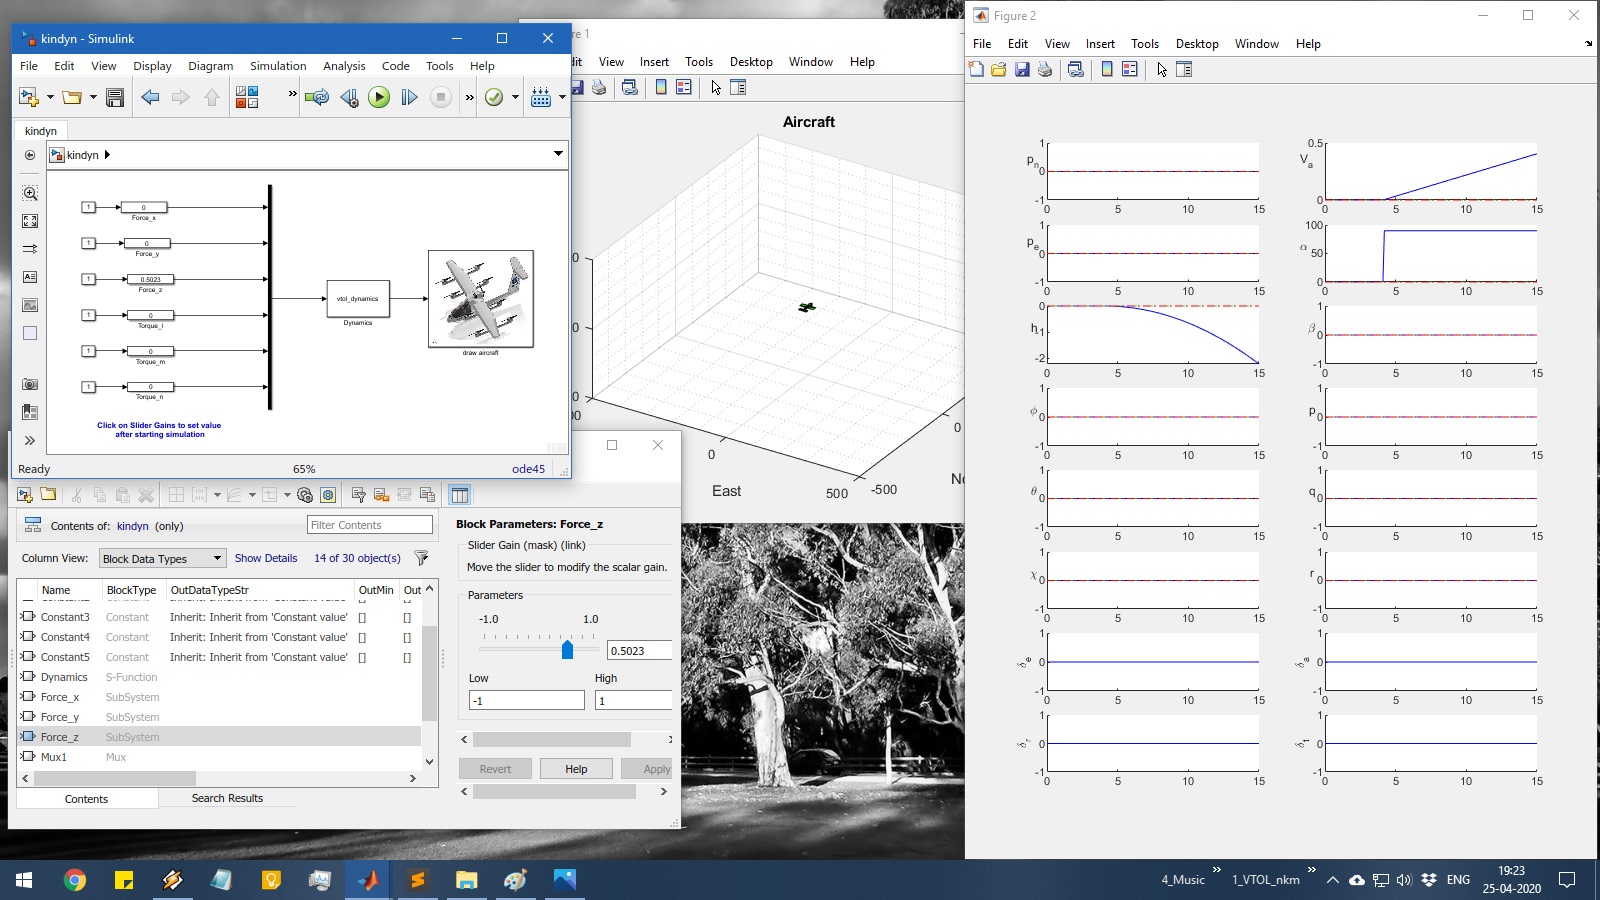 kindyn - Simulink
File Edit View Display Diagram Simulation Analysis Code Tools Help
kindyn
kindyn
1 0 Force_x
1 0 Force_y
1 0.5023 Force_z
1 0 Torque_l
1 0 Torque_m
1 0 Torque_n
vtol_dynamics
Dynamics
draw aircraft
Click on Slider Gains to set value
after starting simulation
Ready 65% ode45
Contents of: kindyn (only) Filter Contents
Column View: Block Data Types Show Details 14 of 30 object(s)
Name BlockType OutDataTypeStr OutMin Out
Constant3 Constant Inherit: Inherit from 'Constant value' [] []
Constant4 Constant Inherit: Inherit from 'Constant value' [] []
Constant5 Constant Inherit: Inherit from 'Constant value' [] []
Dynamics S-Function
Force_x SubSystem
Force_y SubSystem
Force_z SubSystem
Mux1 Mux
Contents Search Results
Block Parameters: Force_z
Slider Gain (mask) (link)
Move the slider to modify the scalar gain.
Parameters
-1.0 1.0
0.5023
Low High
-1 1
Revert Help Apply
re 1
dit View Insert Tools Desktop Window Help
Aircraft
0
0
0
00
0
East
500
-500
0
No
Figure 2
File Edit View Insert Tools Desktop Window Help
pn 1 0 -1 0 5 10 15
Va 0.5 0 0 5 10 15
pe 1 0 -1 0 5 10 15
α 100 50 0 0 5 10 15
h 0 -1 -2 0 5 10 15
β 1 0 -1 0 5 10 15
ϕ 1 0 -1 0 5 10 15
p 1 0 -1 0 5 10 15
θ 1 0 -1 0 5 10 15
q 1 0 -1 0 5 10 15
χ 1 0 -1 0 5 10 15
r 1 0 -1 0 5 10 15
δe 1 0 -1 0 5 10 15
δa 1 0 -1 0 5 10 15
δr 1 0 -1 0 5 10 15
δt 1 0 -1 0 5 10 15
4_Music 1_VTOL_nkm ENG 19:23
25-04-2020